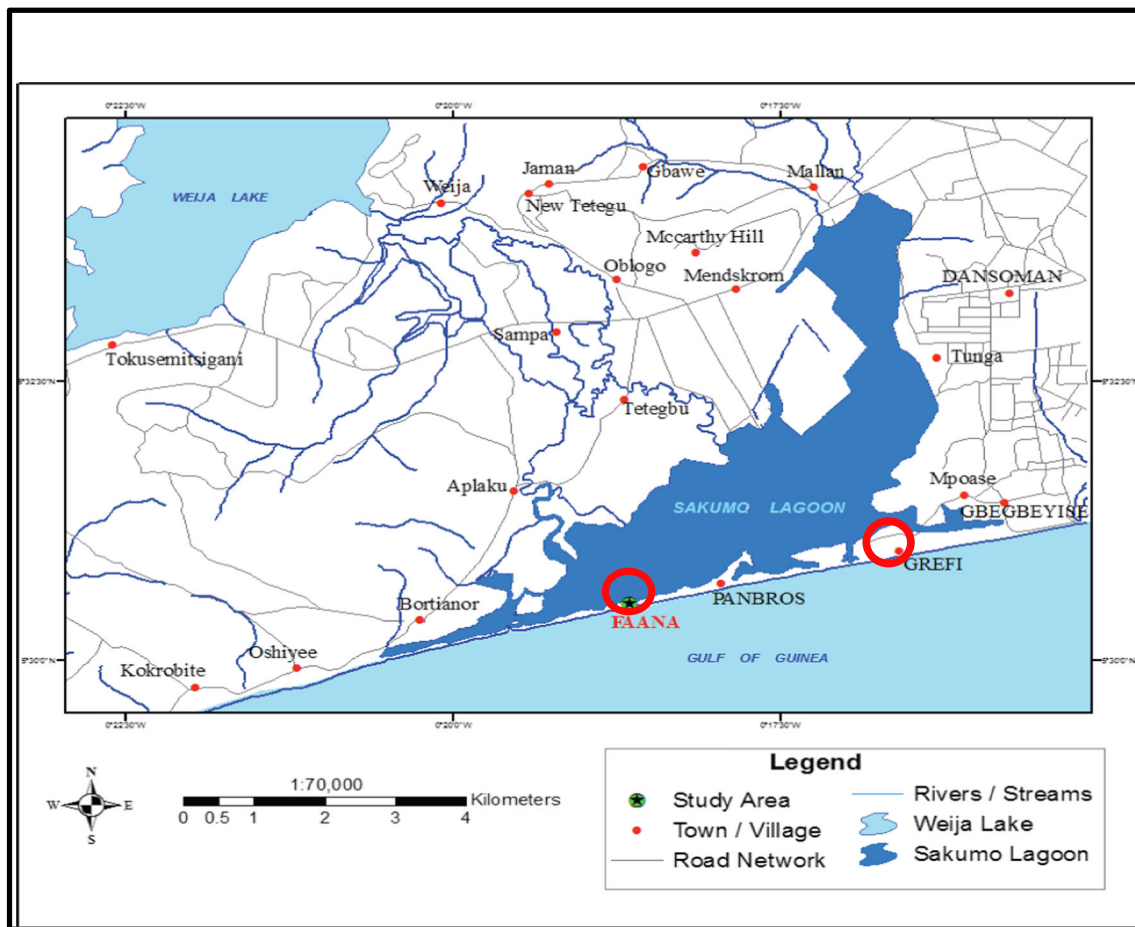 0°22'30"W 0°20'0"W 0°17'30"W
Jaman
Gbawe
Mallan
WEIJA LAKE
Weija
New Tetegu
Mccarthy Hill
Oblogo
Mendskrom
DANSOMAN
Sampa
Tokusemitsigani
Tunga
5°32'30"N 5°32'30"N
Tetegbu
Aplaku
Mpoase
SAKUMO LAGOON
GBEGBEYISE
GREFI
PANBROS
Bortianor
FAANA
Oshiyee
GULF OF GUINEA
5°30'0"N 5°30'0"N
Kokrobite
0°22'30"W 0°20'0"W 0°17'30"W
N
W E
S
1:70,000
Kilometers
0 0.5 1 2 3 4
Legend
Study Area
Town / Village
Road Network
Rivers / Streams
Weija Lake
Sakumo Lagoon